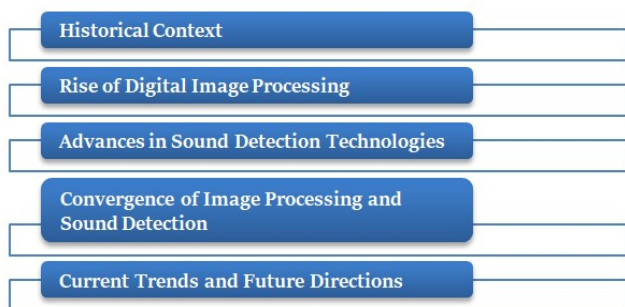 Historical Context
Rise of Digital Image Processing
Advances in Sound Detection Technologies
Convergence of Image Processing and
Sound Detection
Current Trends and Future Directions